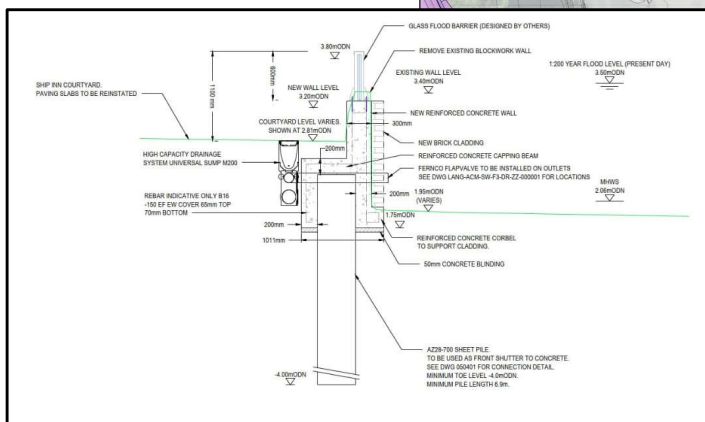 GLASS FLOOD BARRIER (DESIGNED BY OTHERS)
3.80mODN
REMOVE EXISTING BLOCKWORK WALL
600mm
1100 mm
EXISTING WALL LEVEL
3.40mODN
1:200 YEAR FLOOD LEVEL (PRESENT DAY)
3.50mODN
SHIP INN COURTYARD.
PAVING SLABS TO BE REINSTATED
NEW WALL LEVEL
3.20mODN
NEW REINFORCED CONCRETE WALL
300mm
COURTYARD LEVEL VARIES.
SHOWN AT 2.81mODN
NEW BRICK CLADDING
200mm
HIGH CAPACITY DRAINAGE
SYSTEM UNIVERSAL SUMP M200
REINFORCED CONCRETE CAPPING BEAM
FERNCO FLAPVALVE TO BE INSTALLED ON OUTLETS
SEE DWG LANG-ACM-SW-F3-DR-ZZ-000001 FOR LOCATIONS
MHWS
2.06mODN
REBAR INDICATIVE ONLY B16
-150 EF EW COVER 65mm TOP
70mm BOTTOM
200mm
1.95mODN
(VARIES)
1.75mODN
200mm
REINFORCED CONCRETE CORBEL
TO SUPPORT CLADDING.
1011mm
50mm CONCRETE BLINDING
AZ28-700 SHEET PILE.
TO BE USED AS FRONT SHUTTER TO CONCRETE.
SEE DWG 050401 FOR CONNECTION DETAIL.
MINIMUM TOE LEVEL -4.0mODN.
MINIMUM PILE LENGTH 6.9m.
-4.00mODN